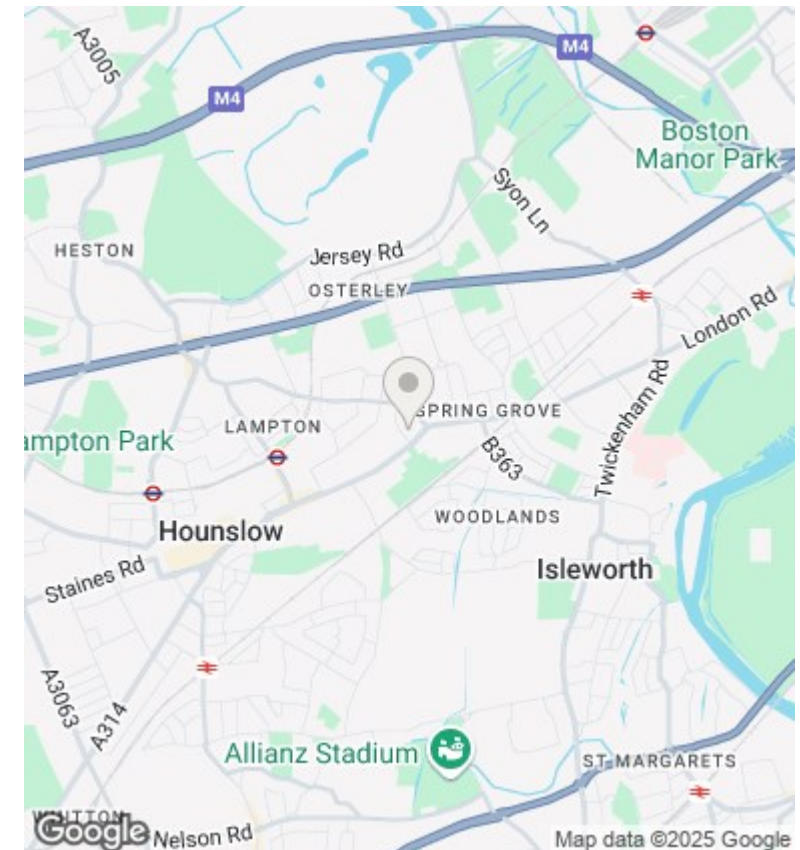 A3005
M4
M4
Boston
Manor Park
Syon Ln
HESTON
Jersey Rd
OSTERLEY
London Rd
SPRING GROVE
LAMPTON
ampton Park
B363
Twickenham Rd
WOODLANDS
Hounslow
Isleworth
Staines Rd
A3063
A314
Allianz Stadium
ST MARGARETS
WHITTON
Google
Nelson Rd
Map data ©2025 Google